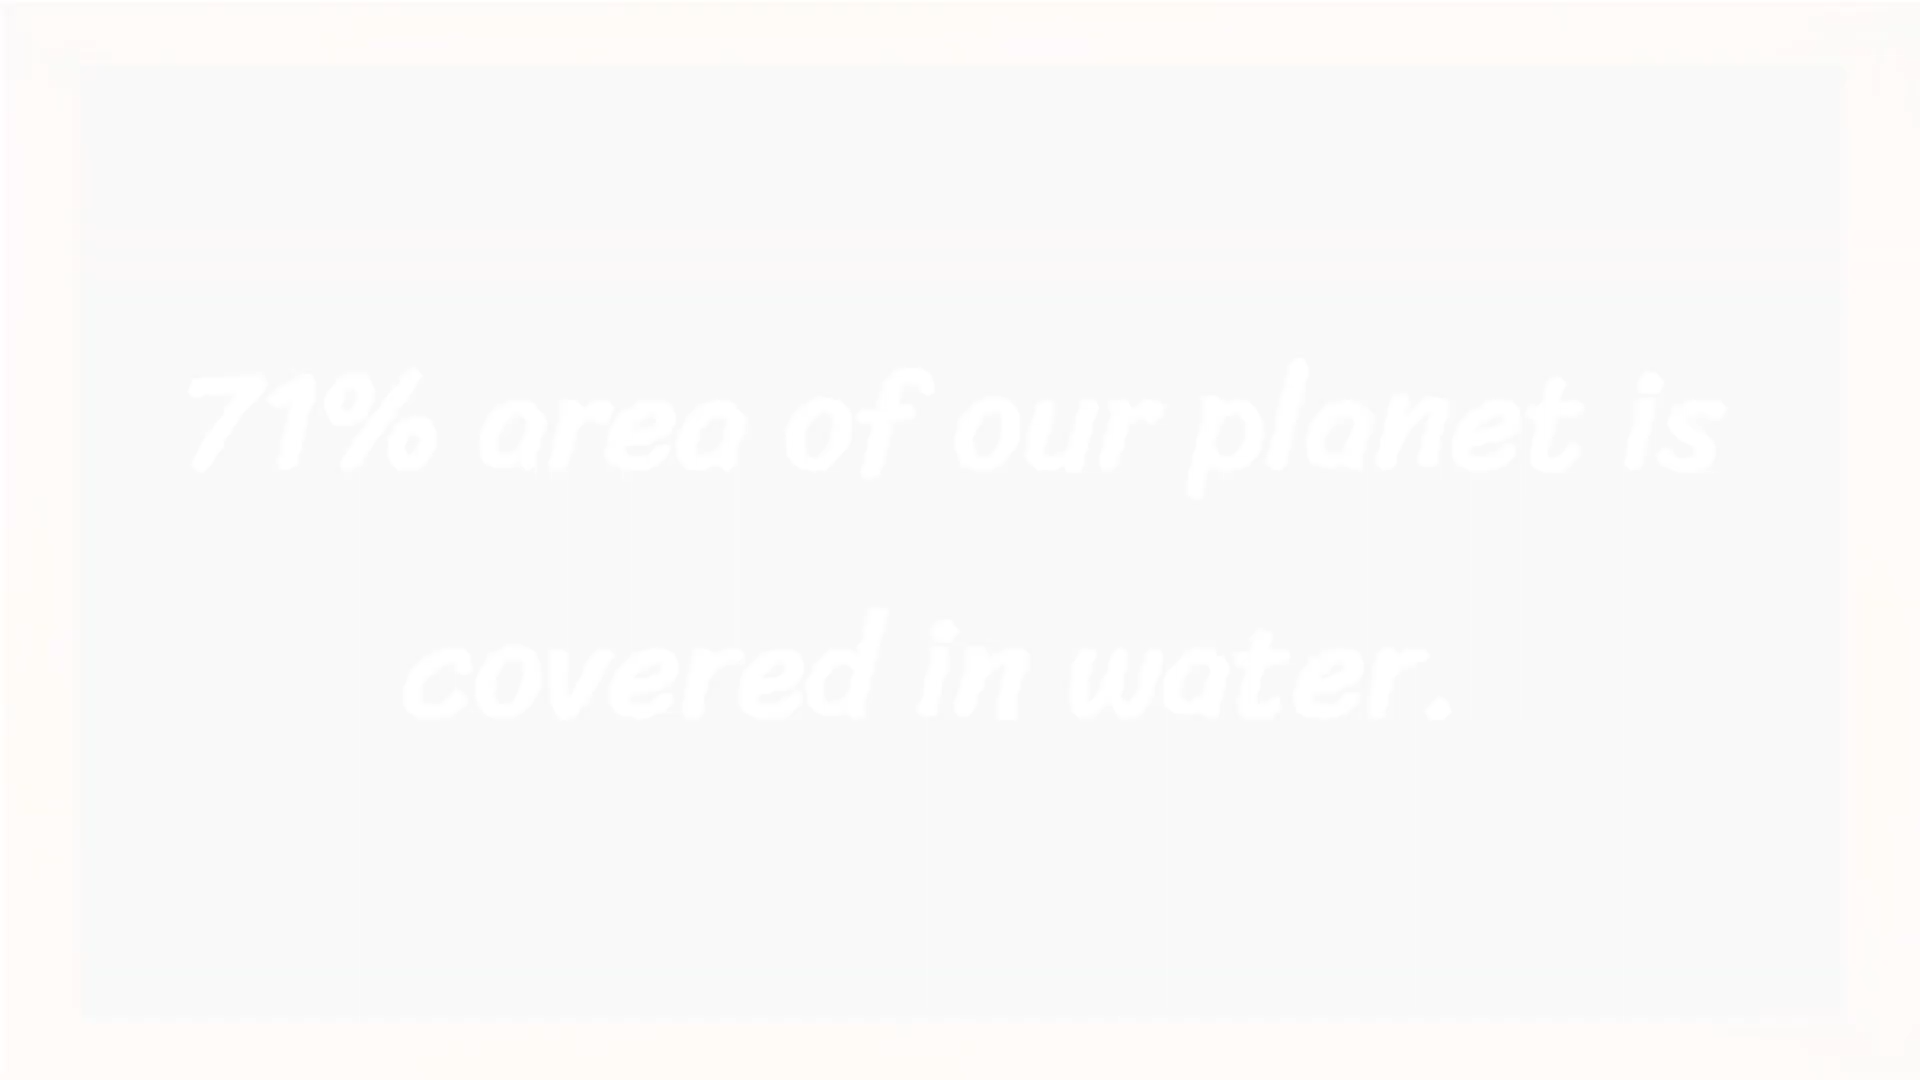 71% area of our planet is
covered in water.